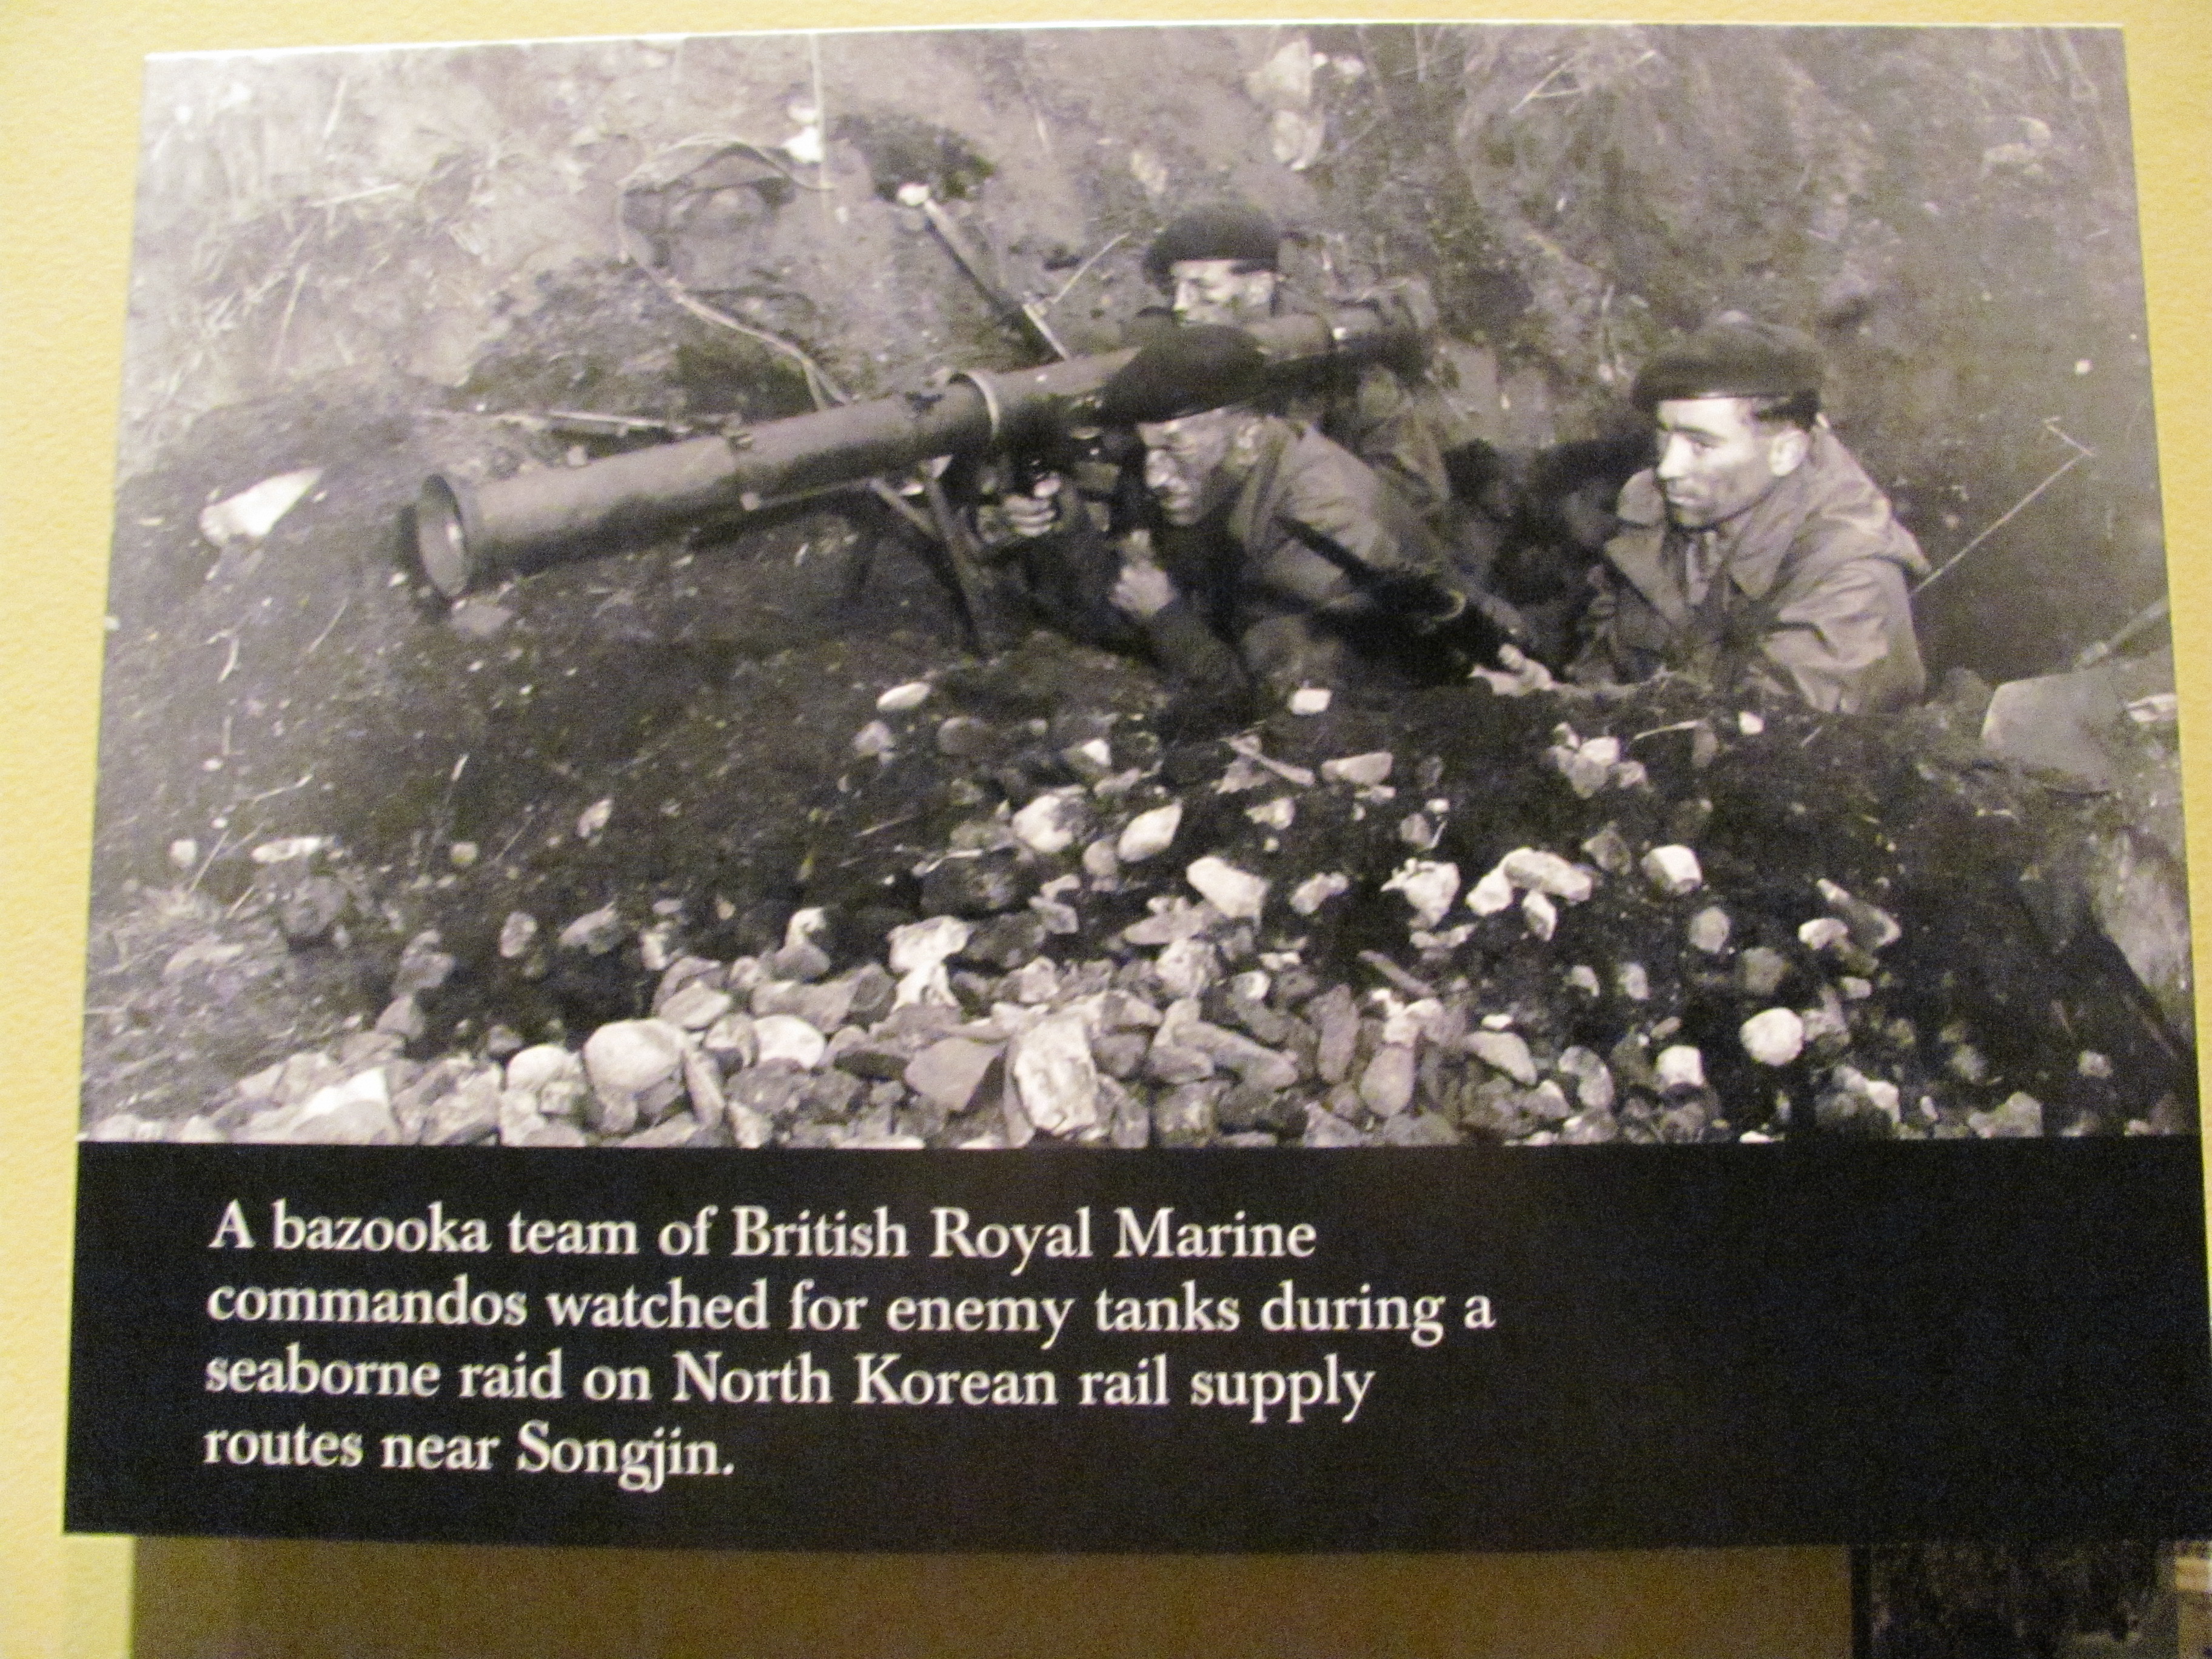 A bazooka team of British Royal Marine
commandos watched for enemy tanks during a
seaborne raid on North Korean rail supply
routes near Songjin.